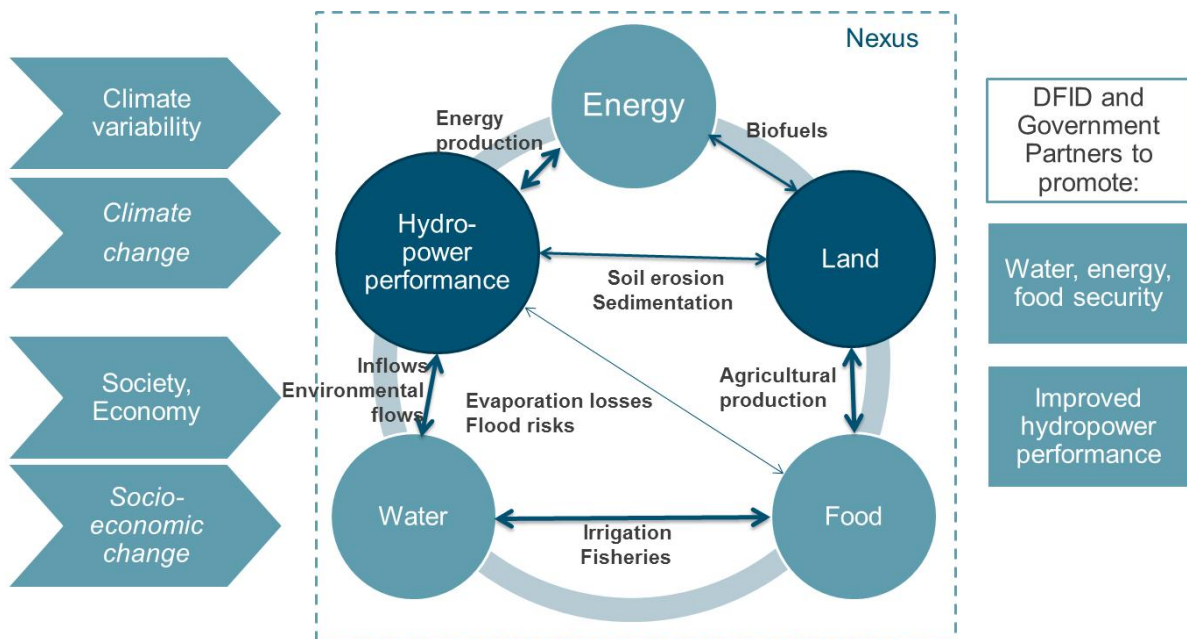 Climate
variability
Climate
change
Society,
Economy
Socio-
economic
change
Nexus
Energy
Energy
production
Biofuels
Hydro-
power
performance
Land
Soil erosion
Sedimentation
Inflows
Environmental
flows
Evaporation losses
Flood risks
Agricultural
production
Water
Food
Irrigation
Fisheries
DFID and
Government
Partners to
promote:
Water, energy,
food security
Improved
hydropower
performance